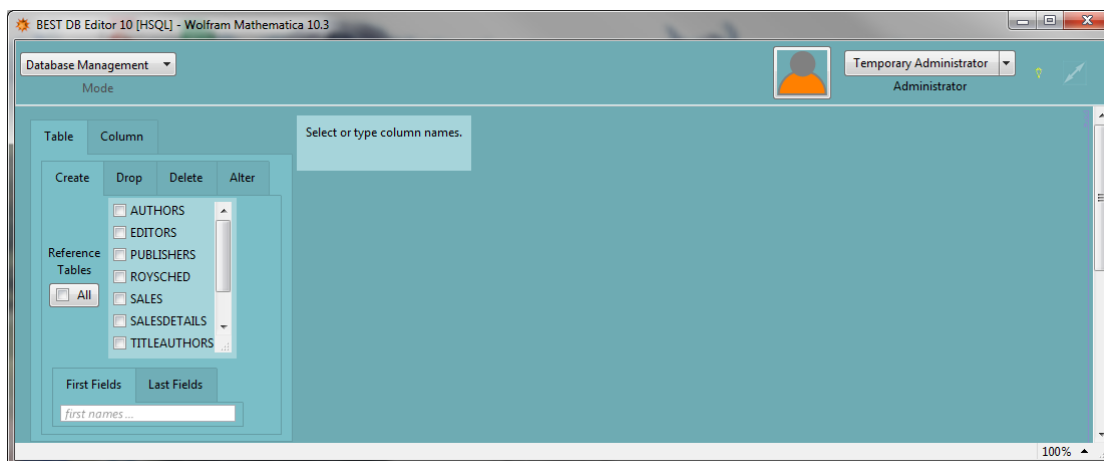 BEST DB Editor 10 [HSQL] - Wolfram Mathematica 10.3
Database Management
Mode
Temporary Administrator
Administrator
Table Column
Select or type column names.
Create Drop Delete Alter
Reference
Tables
All
AUTHORS
EDITORS
PUBLISHERS
ROYSCHED
SALES
SALESDETAILS
TITLEAUTHORS
First Fields Last Fields
first names ...
100%